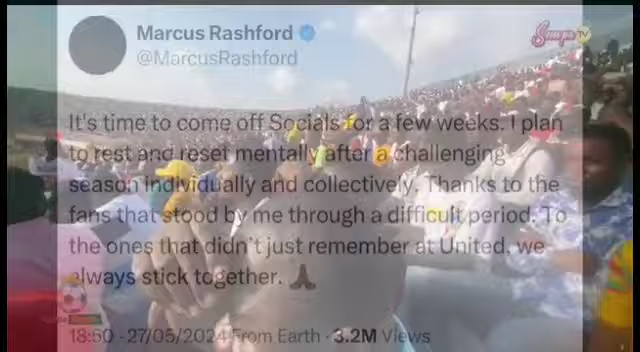 Marcus Rashford
@MarcusRashford
It's time to come off Socials for a few weeks. I plan
to rest and reset mentally after a challenging
season individually and collectively. Thanks to the
fans that stood by me through a difficult period. To
the ones that didn't just remember at United, we
always stick together. 🙏
18:50 · 27/05/2024 From Earth · 3.2M Views
TV